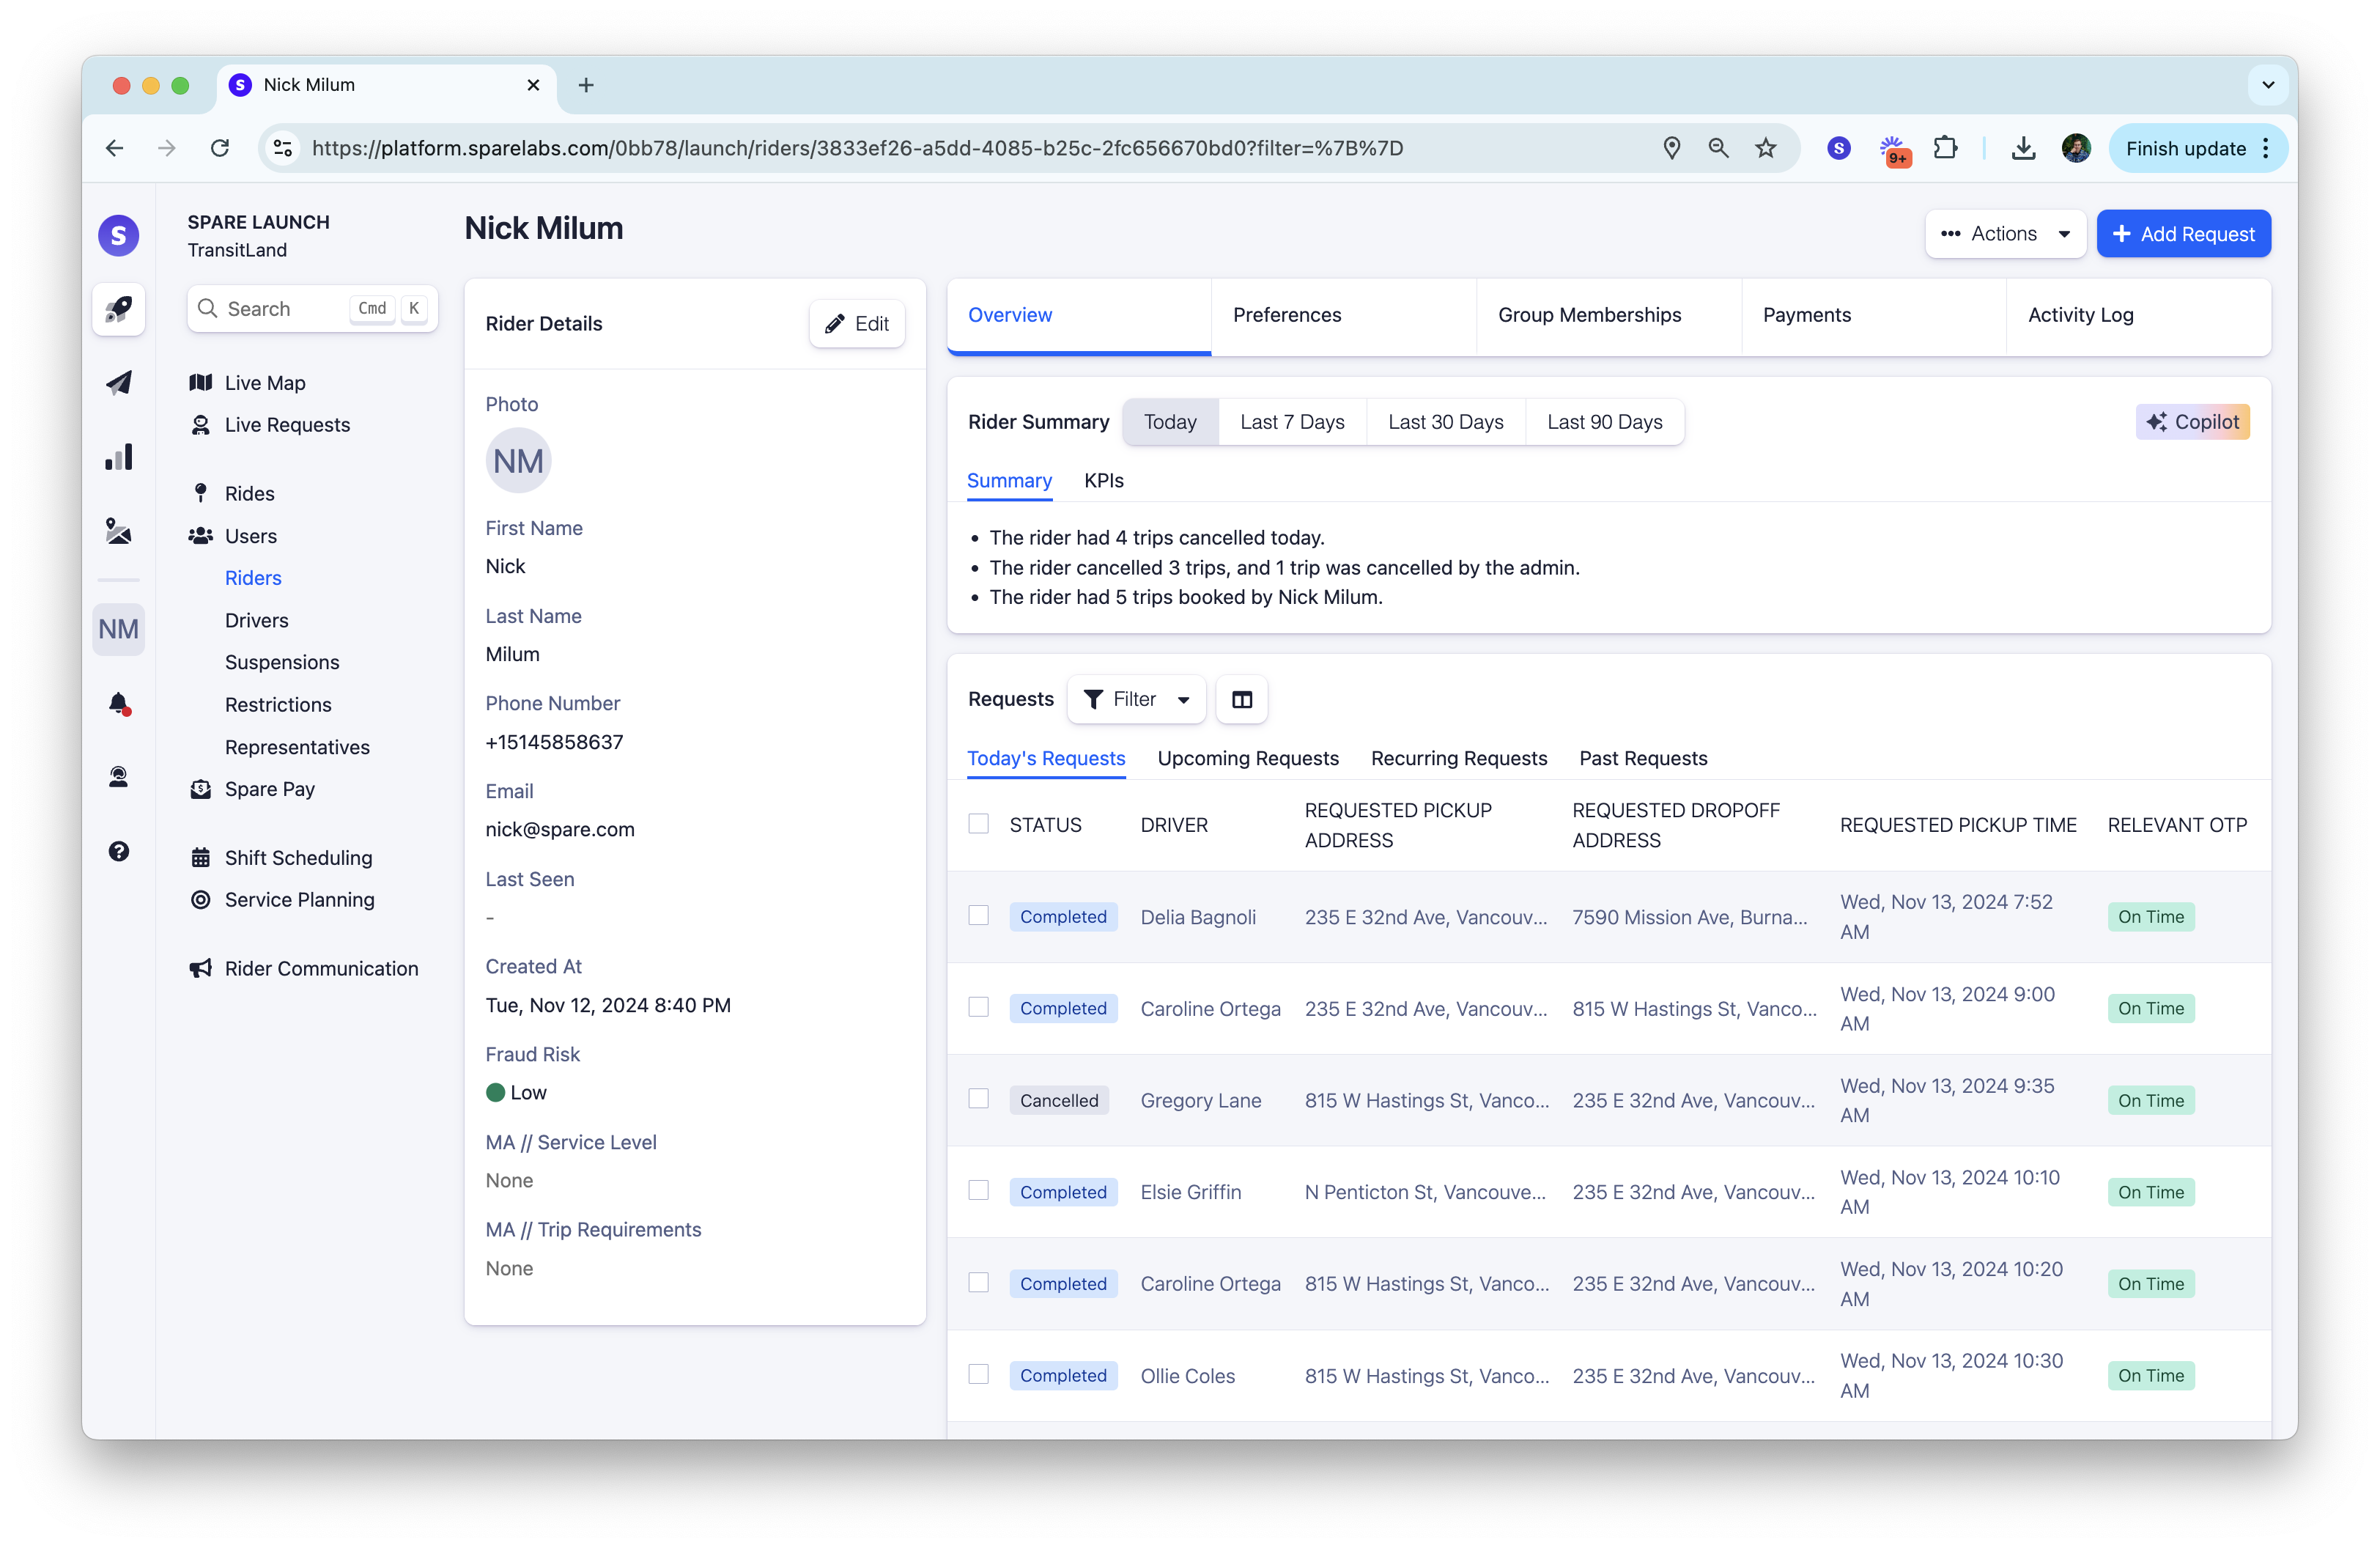 Nick Milum
https://platform.sparelabs.com/0bb78/launch/riders/3833ef26-a5dd-4085-b25c-2fc656670bd0?filter=%7B%7D
S
9+
Finish update
S
SPARE LAUNCH
TransitLand
Search Cmd K
Live Map
Live Requests
Rides
Users
Riders
Drivers
Suspensions
Restrictions
Representatives
Spare Pay
Shift Scheduling
Service Planning
Rider Communication
NM
Nick Milum
Actions
Add Request
Rider Details
Edit
Photo
NM
First Name
Nick
Last Name
Milum
Phone Number
+15145858637
Email
nick@spare.com
Last Seen
-
Created At
Tue, Nov 12, 2024 8:40 PM
Fraud Risk
Low
MA // Service Level
None
MA // Trip Requirements
None
Overview Preferences Group Memberships Payments Activity Log
Rider Summary Today Last 7 Days Last 30 Days Last 90 Days Copilot
Summary KPIs
• The rider had 4 trips cancelled today.
• The rider cancelled 3 trips, and 1 trip was cancelled by the admin.
• The rider had 5 trips booked by Nick Milum.
Requests Filter
Today's Requests Upcoming Requests Recurring Requests Past Requests
STATUS DRIVER REQUESTED PICKUP ADDRESS REQUESTED DROPOFF ADDRESS REQUESTED PICKUP TIME RELEVANT OTP
Completed Delia Bagnoli 235 E 32nd Ave, Vancouv... 7590 Mission Ave, Burna... Wed, Nov 13, 2024 7:52 AM On Time
Completed Caroline Ortega 235 E 32nd Ave, Vancouv... 815 W Hastings St, Vanco... Wed, Nov 13, 2024 9:00 AM On Time
Cancelled Gregory Lane 815 W Hastings St, Vanco... 235 E 32nd Ave, Vancouv... Wed, Nov 13, 2024 9:35 AM On Time
Completed Elsie Griffin N Penticton St, Vancouve... 235 E 32nd Ave, Vancouv... Wed, Nov 13, 2024 10:10 AM On Time
Completed Caroline Ortega 815 W Hastings St, Vanco... 235 E 32nd Ave, Vancouv... Wed, Nov 13, 2024 10:20 AM On Time
Completed Ollie Coles 815 W Hastings St, Vanco... 235 E 32nd Ave, Vancouv... Wed, Nov 13, 2024 10:30 AM On Time